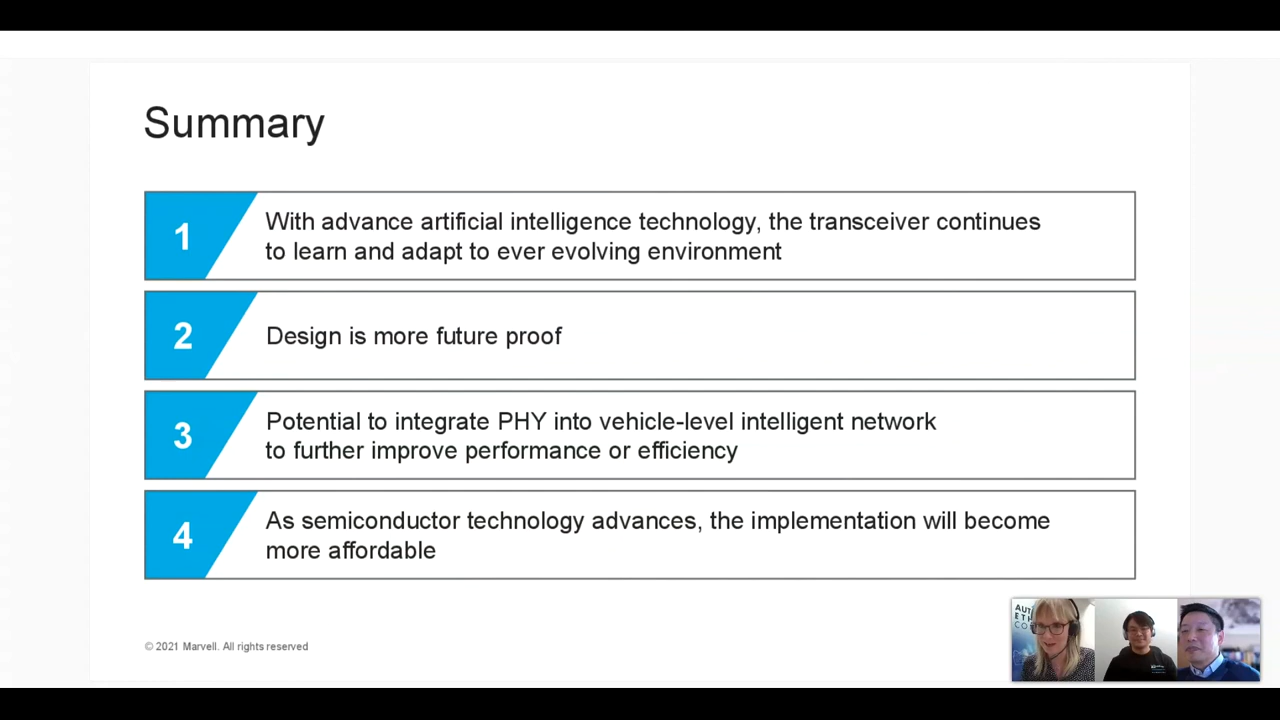 Summary
1
With advance artificial intelligence technology, the transceiver continues
to learn and adapt to ever evolving environment
2
Design is more future proof
3
Potential to integrate PHY into vehicle-level intelligent network
to further improve performance or efficiency
4
As semiconductor technology advances, the implementation will become
more affordable
© 2021 Marvell. All rights reserved